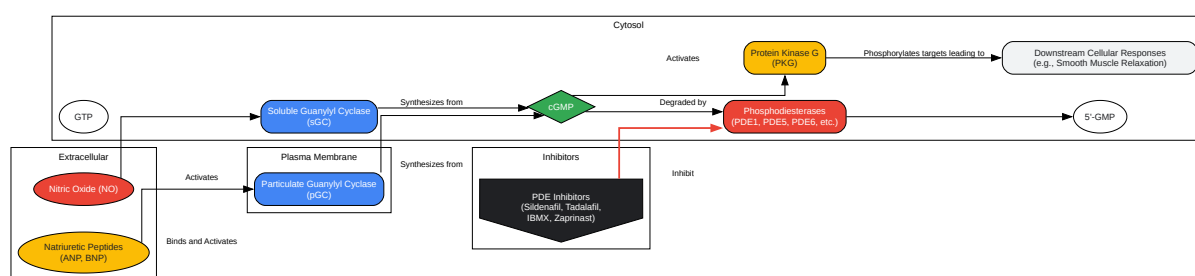 Cytosol
Activates
Protein Kinase G
(PKG)
Phosphorylates targets leading to
Downstream Cellular Responses
(e.g., Smooth Muscle Relaxation)
GTP
Soluble Guanylyl Cyclase
(sGC)
Synthesizes from
cGMP
Degraded by
Phosphodiesterases
(PDE1, PDE5, PDE6, etc.)
5'-GMP
Extracellular
Nitric Oxide (NO)
Activates
Plasma Membrane
Particulate Guanylyl Cyclase
(pGC)
Synthesizes from
Inhibitors
PDE Inhibitors
(Sildenafil, Tadalafil,
IBMX, Zaprinast)
Inhibit
Natriuretic Peptides
(ANP, BNP)
Binds and Activates